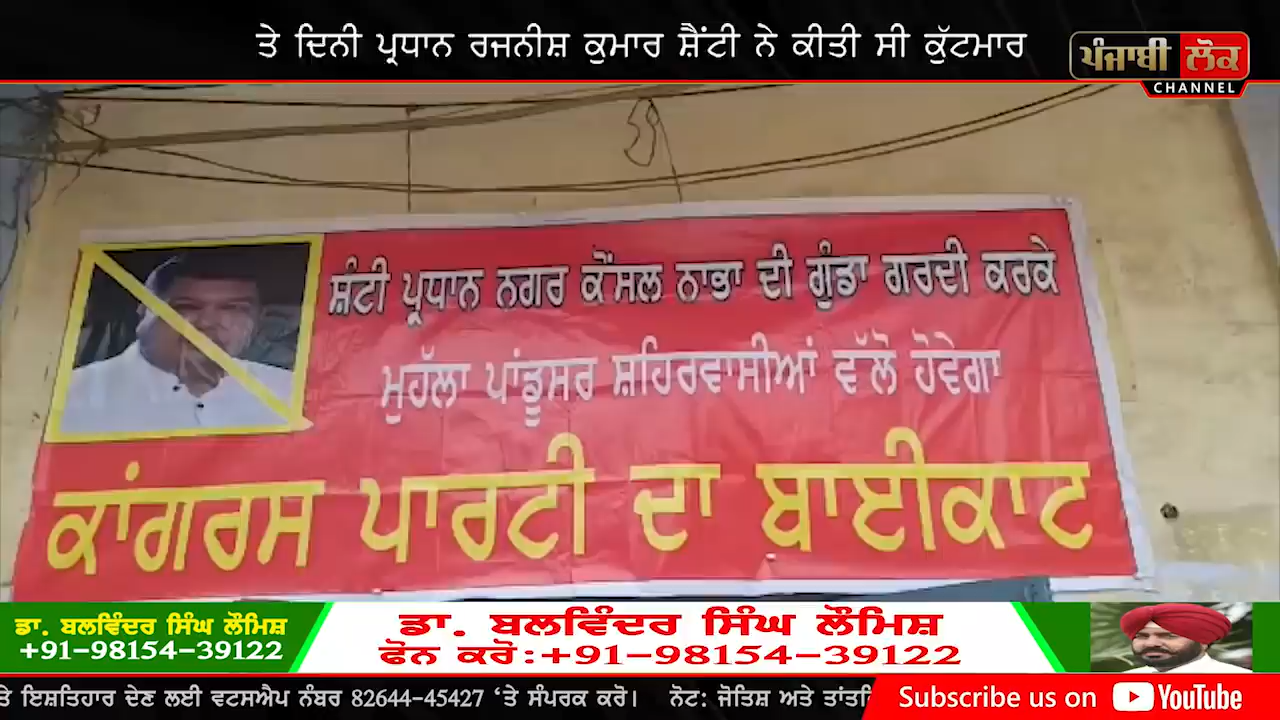 ਤੇ ਦਿਨੀ ਪ੍ਰਧਾਨ ਰਜਨੀਸ਼ ਕੁਮਾਰ ਸ਼ੈਂਟੀ ਨੇ ਕੀਤੀ ਸੀ ਕੁੱਟਮਾਰ
ਪੰਜਾਬੀ ਲੋਕ
CHANNEL
ਸ਼ੰਟੀ ਪ੍ਰਧਾਨ ਨਗਰ ਕੌਂਸਲ ਨਾਭਾ ਦੀ ਗੁੰਡਾ ਗਰਦੀ ਕਰਕੇ
ਮੁਹੱਲਾ ਪਾਂਡੂਸਰ ਸ਼ਹਿਰਵਾਸੀਆਂ ਵੱਲੋ ਹੋਵੇਗਾ
ਕਾਂਗਰਸ ਪਾਰਟੀ ਦਾ ਬਾਈਕਾਟ
ਡਾ. ਬਲਵਿੰਦਰ ਸਿੰਘ ਲੌਮਿਸ਼
+91-98154-39122
ਡਾ. ਬਲਵਿੰਦਰ ਸਿੰਘ ਲੌਮਿਸ਼
ਫੋਨ ਕਰੋ:+91-98154-39122
ਤੇ ਇਸ਼ਤਿਹਾਰ ਦੇਣ ਲਈ ਵਟਸਐਪ ਨੰਬਰ 82644-45427 ‘ਤੇ ਸੰਪਰਕ ਕਰੋ। ਨੋਟ: ਜੋਤਿਸ਼ ਅਤੇ
Subscribe us on YouTube